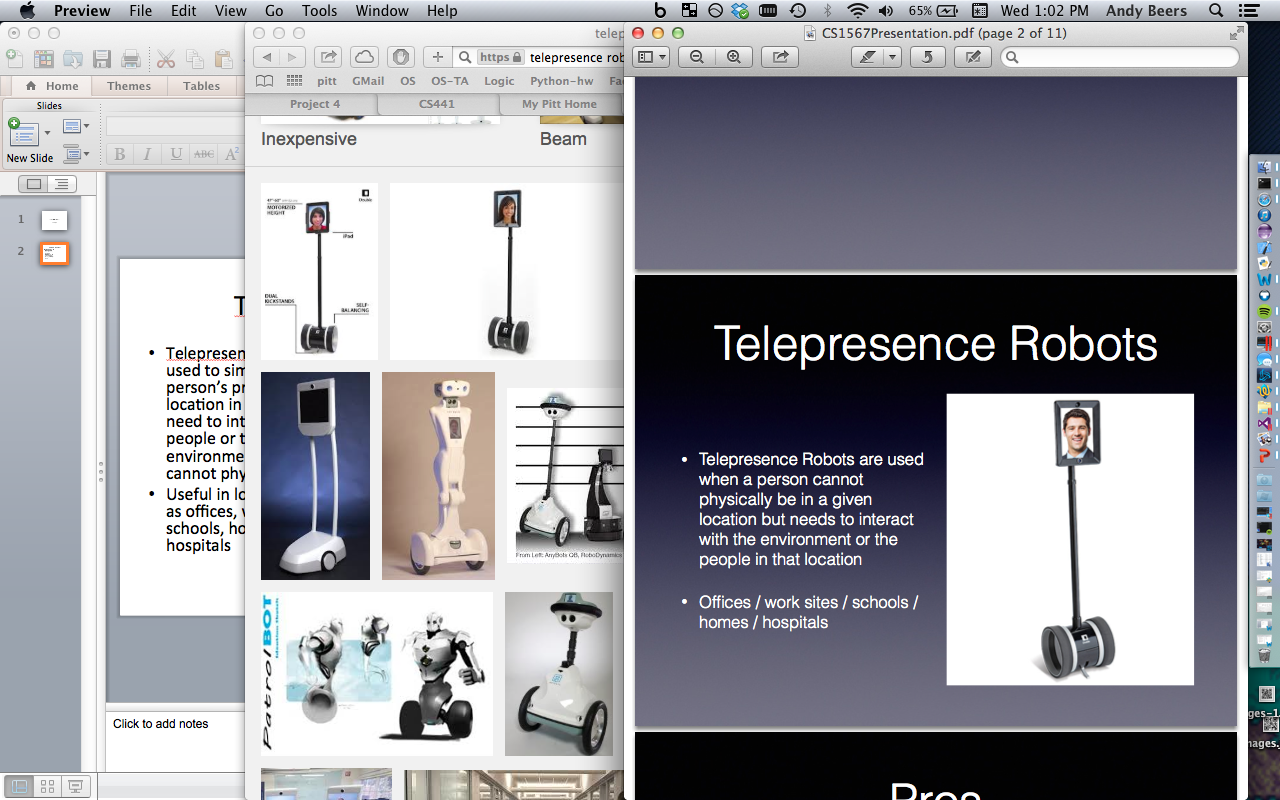 Preview File Edit View Go Tools Window Help
65% Wed 1:02 PM Andy Beers
Home Themes Tables
Slides
New Slide
B I U ABC A2
1
2
Telepresen
used to sim
person's pr
location in
need to int
people or t
environme
cannot phy
Useful in lo
as offices, w
schools, ho
hospitals
Click to add notes
telep
https telepresence rob
pitt GMail OS OS-TA Logic Python-hw Fac
Project 4 CS441 My Pitt Home
Inexpensive Beam
MOTORIZED
HEIGHT
iPad
DUAL
KICKSTANDS
SELF-
BALANCING
From Left: AnyBots QB, RoboDynamics
PatrolBOT
CS1567Presentation.pdf (page 2 of 11)
Telepresence Robots
• Telepresence Robots are used
when a person cannot
physically be in a given
location but needs to interact
with the environment or the
people in that location
• Offices / work sites / schools /
homes / hospitals
Pros
ges-1
mages.